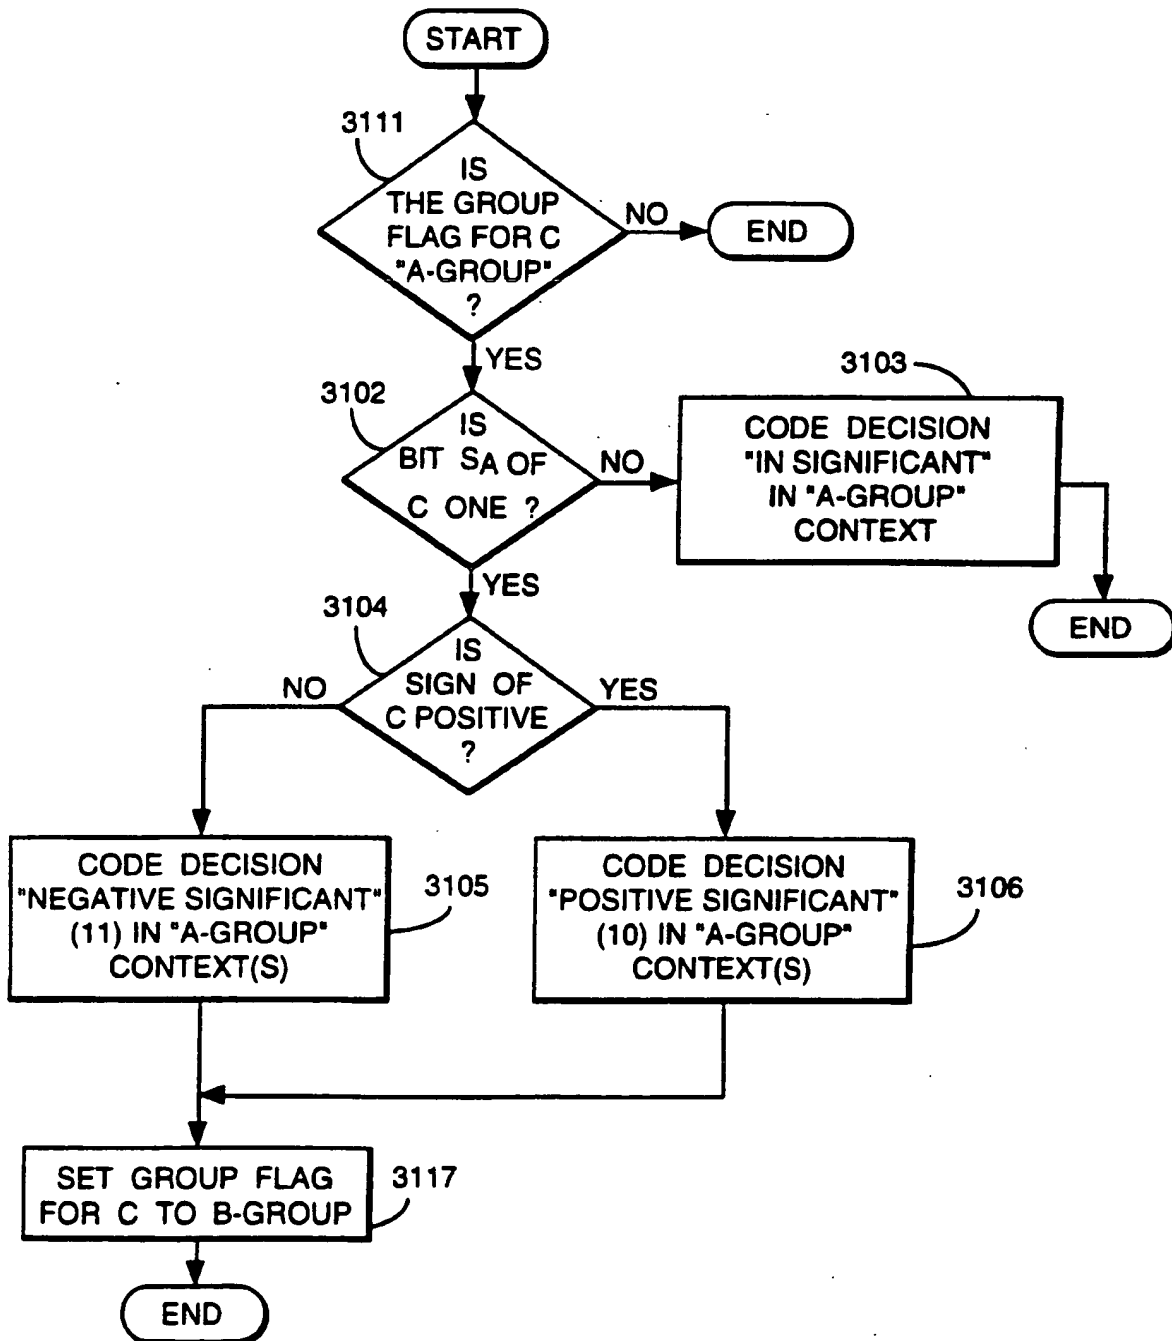 START
3111
IS
THE GROUP
FLAG FOR C
"A-GROUP"
?
NO
END
YES
3102
IS
BIT SA OF
C ONE ?
NO
3103
CODE DECISION
"IN SIGNIFICANT"
IN "A-GROUP"
CONTEXT
END
YES
3104
IS
SIGN OF
C POSITIVE
?
NO
YES
CODE DECISION
"NEGATIVE SIGNIFICANT"
(11) IN "A-GROUP"
CONTEXT(S)
3105
CODE DECISION
"POSITIVE SIGNIFICANT"
(10) IN "A-GROUP"
CONTEXT(S)
3106
SET GROUP FLAG
FOR C TO B-GROUP
3117
END